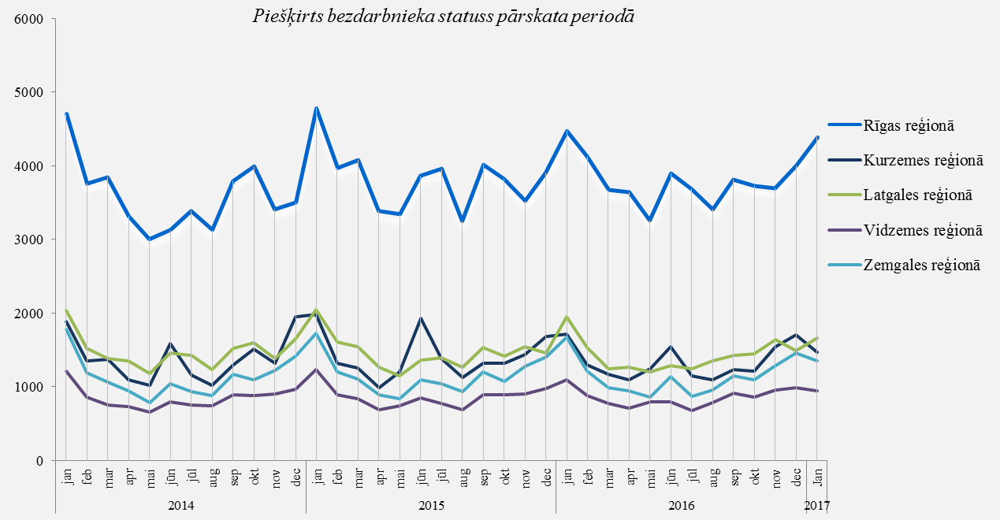 Piešķirts bezdarbnieka statuss pārskata periodā
6000
5000
4000
3000
2000
1000
0
jan feb mar apr mai jūn jūl aug sep okt nov dec jan feb mar apr mai jūn jūl aug sep okt nov dec jan feb mar apr mai jūn jūl aug sep okt nov dec Jan
2014 2015 2016 2017
Rīgas reģionā
Kurzemes reģionā
Latgales reģionā
Vidzemes reģionā
Zemgales reģionā